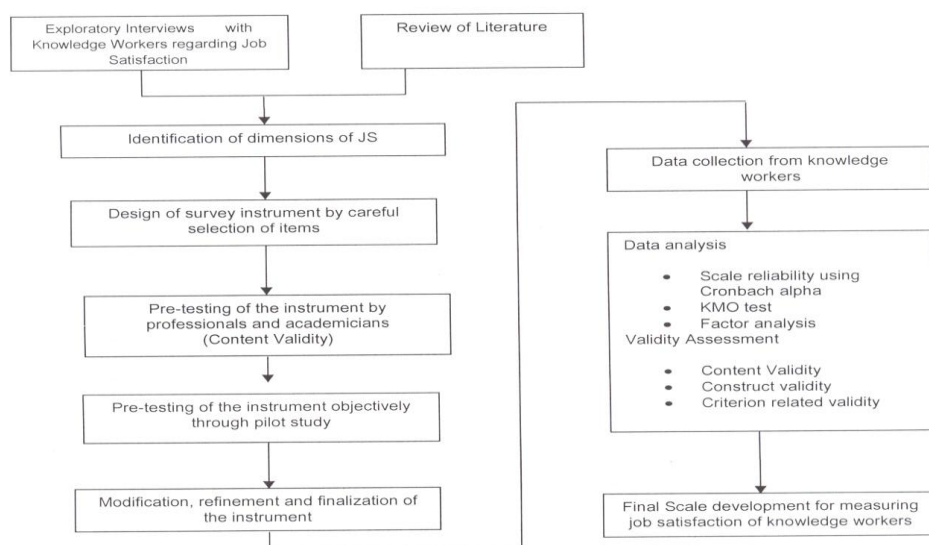 Exploratory Interviews with
Knowledge Workers regarding Job
Satisfaction
Review of Literature
Identification of dimensions of JS
Design of survey instrument by careful
selection of items
Pre-testing of the instrument by
professionals and academicians
(Content Validity)
Pre-testing of the instrument objectively
through pilot study
Modification, refinement and finalization of
the instrument
Data collection from knowledge
workers
Data analysis
• Scale reliability using
Cronbach alpha
• KMO test
• Factor analysis
Validity Assessment
• Content Validity
• Construct validity
• Criterion related validity
Final Scale development for measuring
job satisfaction of knowledge workers